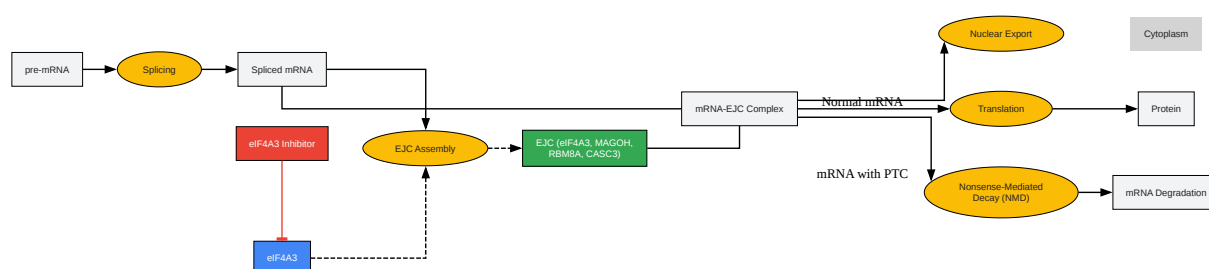 Nuclear Export
Cytoplasm
pre-mRNA
Splicing
Spliced mRNA
mRNA-EJC Complex
Normal mRNA
Translation
Protein
eIF4A3 Inhibitor
EJC Assembly
EJC (eIF4A3, MAGOH,
RBM8A, CASC3)
mRNA with PTC
Nonsense-Mediated
Decay (NMD)
mRNA Degradation
eIF4A3